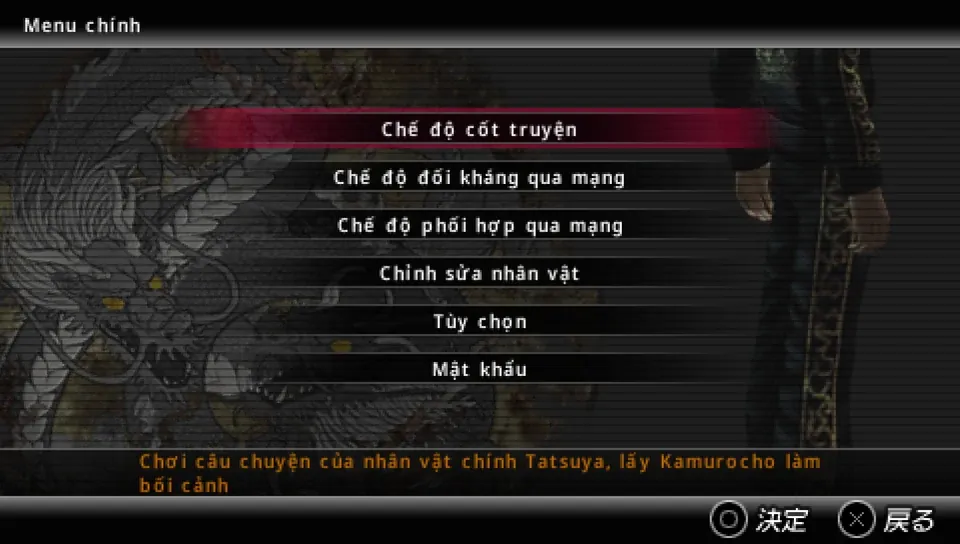 Menu chính
Chế độ cốt truyện
Chế độ đối kháng qua mạng
Chế độ phối hợp qua mạng
Chỉnh sửa nhân vật
Tùy chọn
Mật khẩu
Chơi câu chuyện của nhân vật chính Tatsuya, lấy Kamurocho làm
bối cảnh
決定 戻る